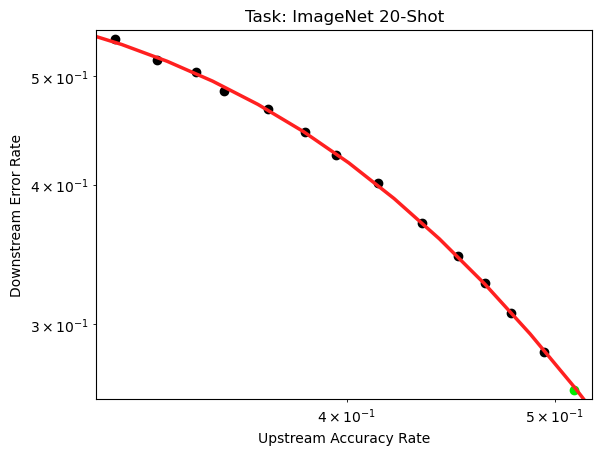 Task: ImageNet 20-Shot
Downstream Error Rate
5 × 10⁻¹
4 × 10⁻¹
3 × 10⁻¹
4 × 10⁻¹
5 × 10⁻¹
Upstream Accuracy Rate